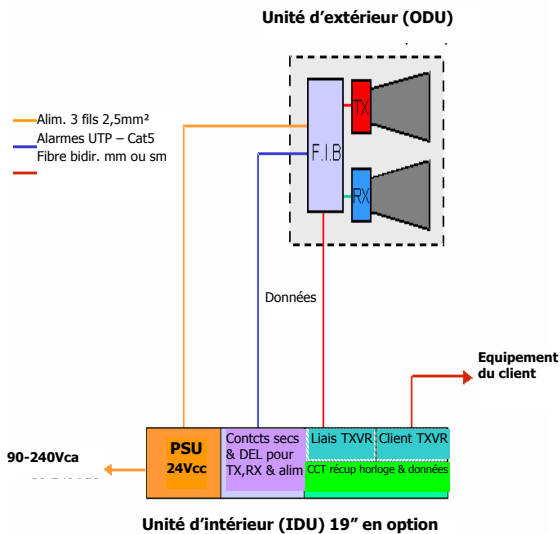 Unité d’extérieur (ODU)
Alim. 3 fils 2,5mm²
Alarmes UTP – Cat5
Fibre bidir. mm ou sm
TX
F.I.B
RX
Données
Equipement
du client
90-240Vca
PSU
24Vcc
Contcts secs
& DEL pour
TX,RX & alim
Liais TXVR
Client TXVR
CCT récup horloge & données
Unité d’intérieur (IDU) 19” en option